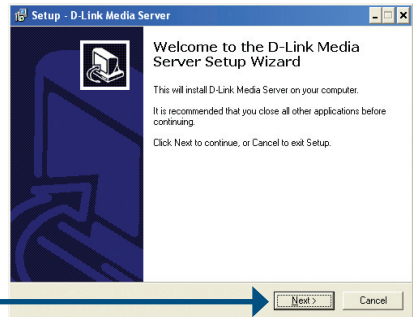 Setup - D-Link Media Server
Welcome to the D-Link Media
Server Setup Wizard
This will install D-Link Media Server on your computer.
It is recommended that you close all other applications before
continuing.
Click Next to continue, or Cancel to exit Setup.
Next > Cancel